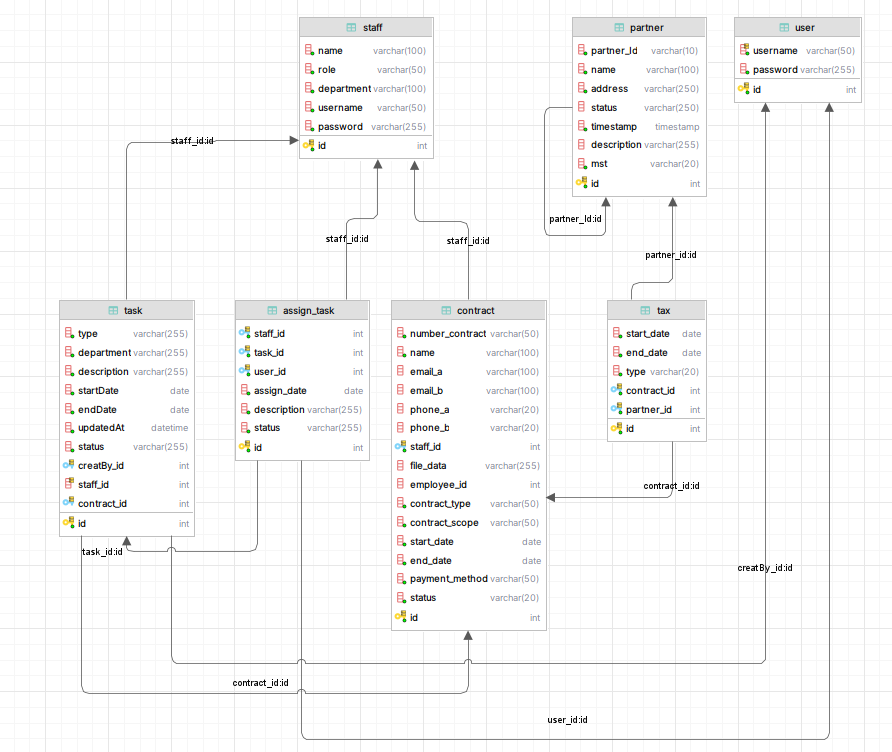 staff
name varchar(100)
role varchar(50)
department varchar(100)
username varchar(50)
password varchar(255)
id int
partner
partner_Id varchar(10)
name varchar(100)
address varchar(250)
status varchar(250)
timestamp timestamp
description varchar(255)
mst varchar(20)
id int
user
username varchar(50)
password varchar(255)
id int
staff_id:id
staff_id:id
staff_id:id
partner_Id:id
partner_id:id
task
type varchar(255)
department varchar(255)
description varchar(255)
startDate date
endDate date
updatedAt datetime
status varchar(255)
creatBy_id int
staff_id int
contract_id int
id int
assign_task
staff_id int
task_id int
user_id int
assign_date date
description varchar(255)
status varchar(255)
id int
contract
number_contract varchar(50)
name varchar(100)
email_a varchar(100)
email_b varchar(100)
phone_a varchar(20)
phone_b varchar(20)
staff_id int
file_data varchar(255)
employee_id int
contract_type varchar(50)
contract_scope varchar(50)
start_date date
end_date date
payment_method varchar(50)
status varchar(20)
id int
tax
start_date date
end_date date
type varchar(20)
contract_id int
partner_id int
id int
contract_id:id
task_id:id
creatBy_id:id
contract_id:id
user_id:id